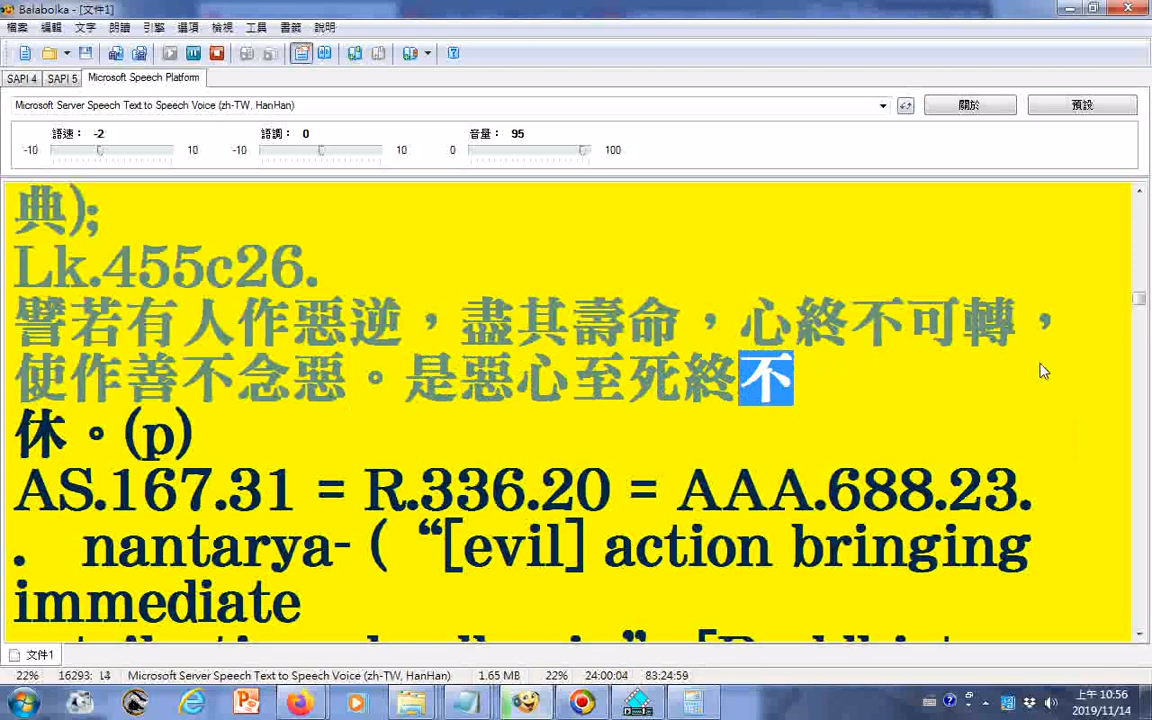 Balabolka - [文件1]
檔案 編輯 文字 朗讀 引擎 選項 檢視 工具 書籤 說明
SAPI 4 SAPI 5 Microsoft Speech Platform
Microsoft Server Speech Text to Speech Voice (zh-TW, HanHan) 關於 預設
語速： -2 語調： 0 音量： 95
-10 10 -10 10 0 100
典);
Lk.455c26.
譬若有人作惡逆，盡其壽命，心終不可轉，
使作善不念惡。是惡心至死終不
休。(p)
AS.167.31 = R.336.20 = AAA.688.23.
. nantarya- ( “[evil] action bringing
immediate
文件1
22% 16293: 14 Microsoft Server Speech Text to Speech Voice (zh-TW, HanHan) 1.65 MB 22% 24:00:04 83:24:59
上午 10:56
2019/11/14